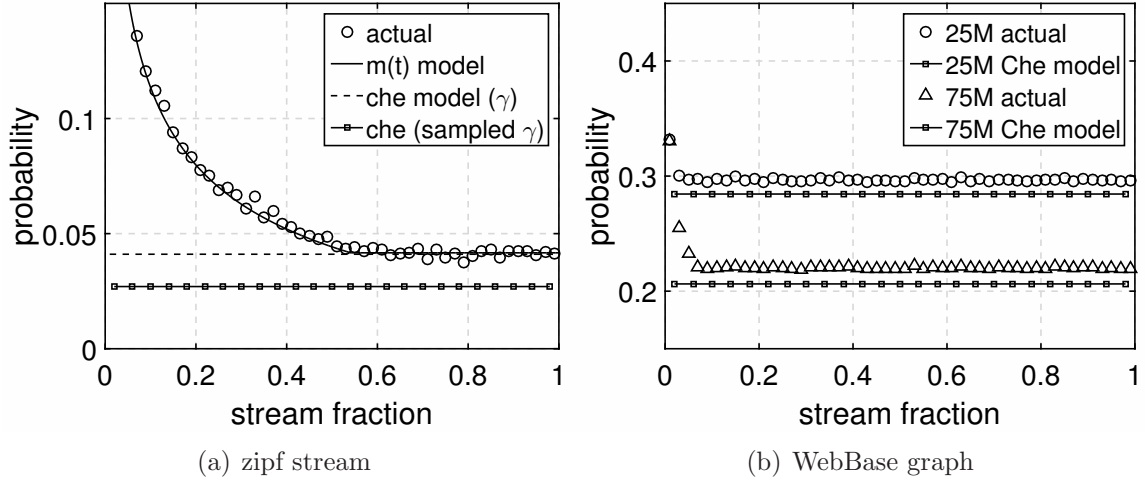 actual
m(t) model
che model (γ)
che (sampled γ)
0.1
0.05
0
probability
0 0.2 0.4 0.6 0.8 1
stream fraction
(a) zipf stream
25M actual
25M Che model
75M actual
75M Che model
0.4
0.3
0.2
probability
0 0.2 0.4 0.6 0.8 1
stream fraction
(b) WebBase graph